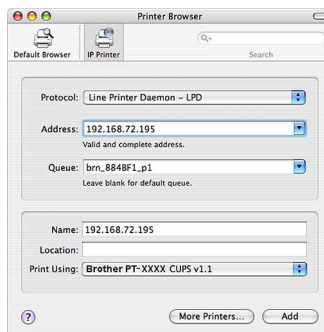 Printer Browser
Default Browser
IP Printer
Search
Protocol: Line Printer Daemon - LPD
Address: 192.168.72.195
Valid and complete address.
Queue: brn_884BF1_p1
Leave blank for default queue.
Name: 192.168.72.195
Location:
Print Using: Brother PT-XXXX CUPS v1.1
?
More Printers...
Add